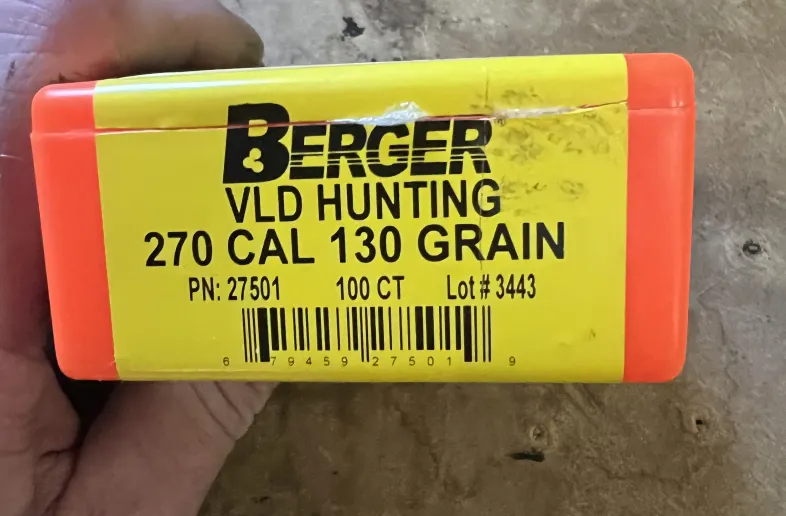 BERGER
VLD HUNTING
270 CAL 130 GRAIN
PN: 27501 100 CT Lot # 3443
6 79459 27501 9